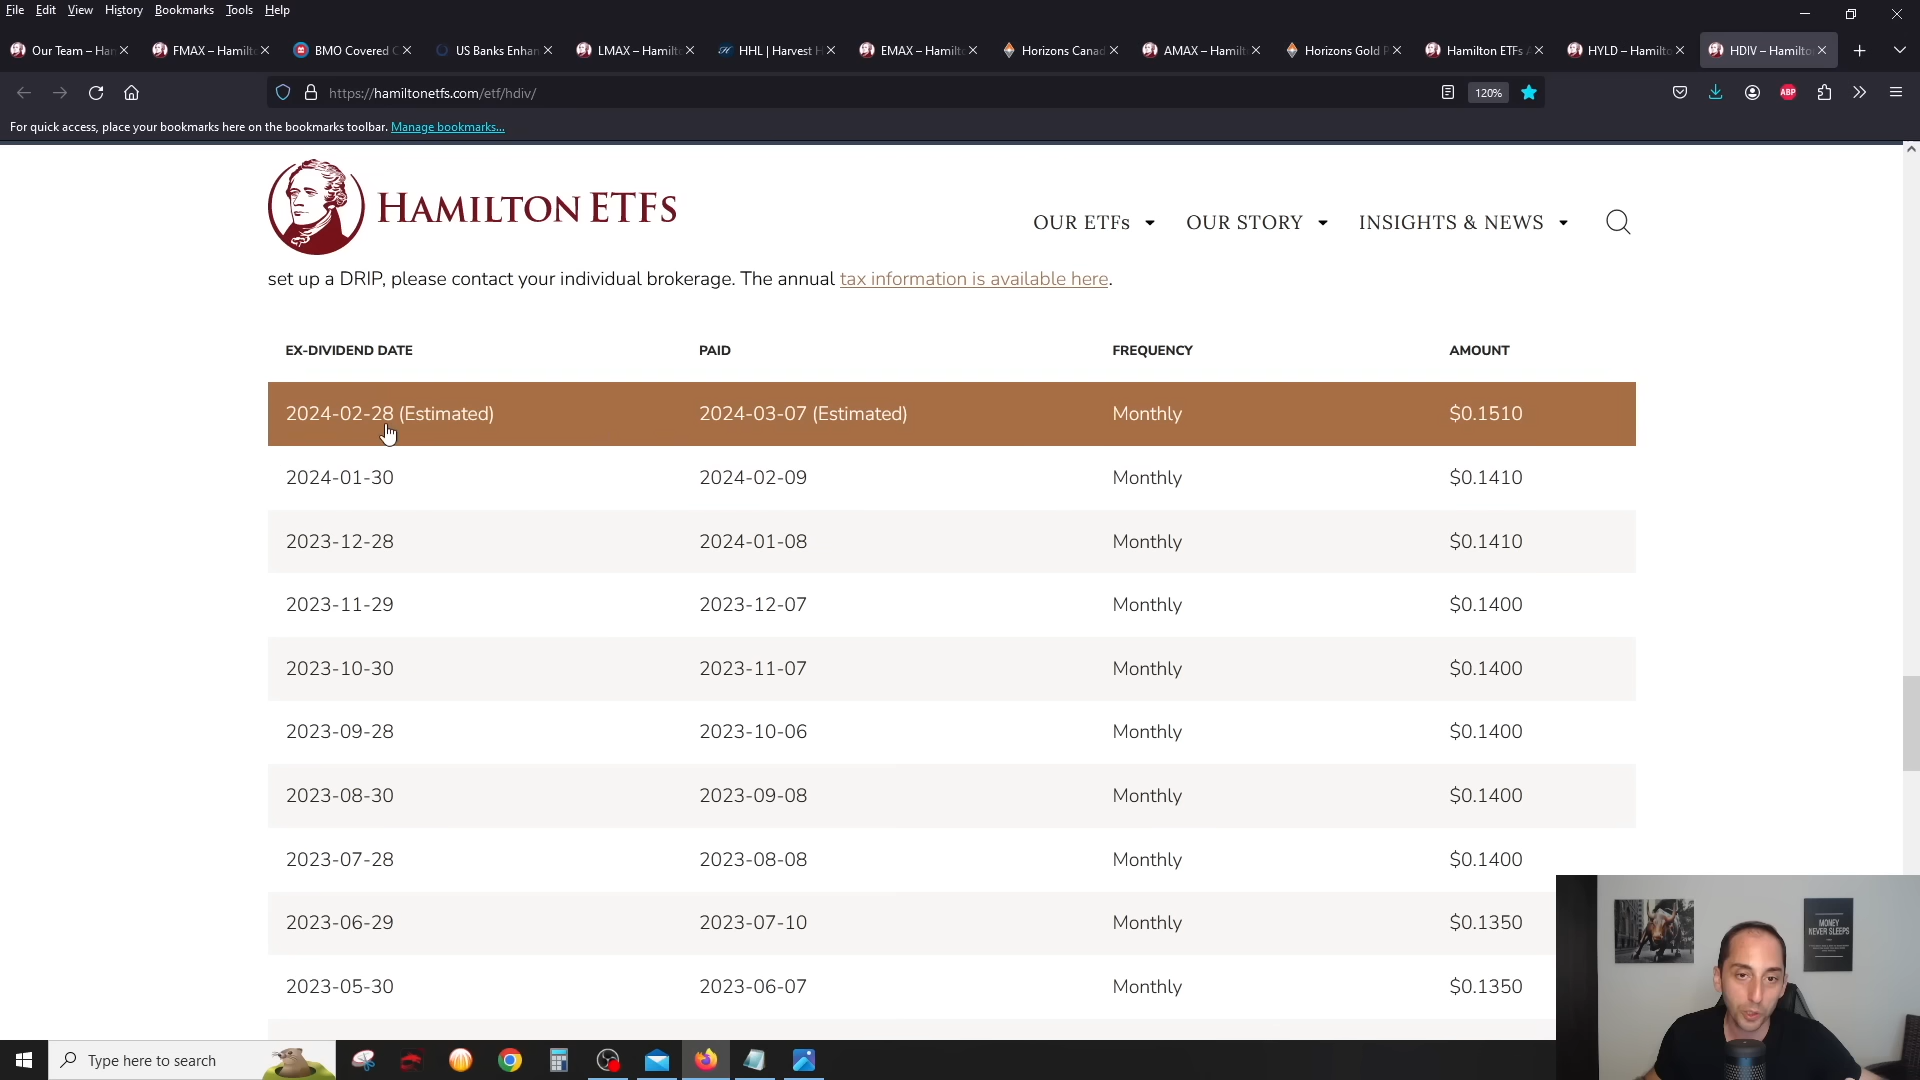 File Edit View History Bookmarks Tools Help
Our Team – Han FMAX – Hamilto BMO Covered C US Banks Enhan LMAX – Hamilto HHL | Harvest H EMAX – Hamilto Horizons Canad AMAX – Hamilt Horizons Gold P Hamilton ETFs A HYLD – Hamilto HDIV – Hamilto
https://hamiltonetfs.com/etf/hdiv/ 120% ABP
For quick access, place your bookmarks here on the bookmarks toolbar. Manage bookmarks...
HAMILTON ETFs
OUR ETFs OUR STORY INSIGHTS & NEWS
set up a DRIP, please contact your individual brokerage. The annual tax information is available here.
EX-DIVIDEND DATE PAID FREQUENCY AMOUNT
2024-02-28 (Estimated) 2024-03-07 (Estimated) Monthly $0.1510
2024-01-30 2024-02-09 Monthly $0.1410
2023-12-28 2024-01-08 Monthly $0.1410
2023-11-29 2023-12-07 Monthly $0.1400
2023-10-30 2023-11-07 Monthly $0.1400
2023-09-28 2023-10-06 Monthly $0.1400
2023-08-30 2023-09-08 Monthly $0.1400
2023-07-28 2023-08-08 Monthly $0.1400
2023-06-29 2023-07-10 Monthly $0.1350
2023-05-30 2023-06-07 Monthly $0.1350
MONEY
NEVER SLEEPS
Type here to search